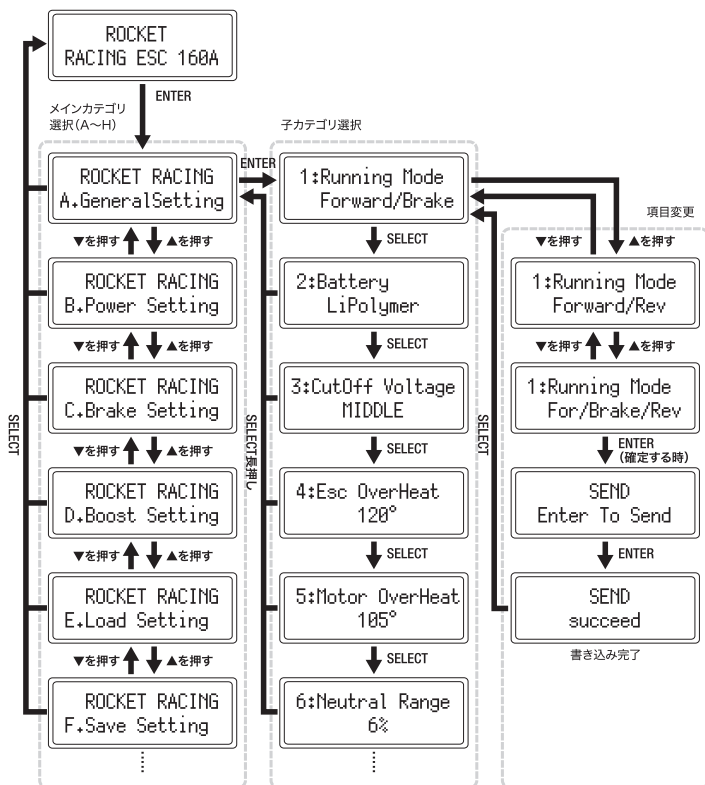 ROCKET
RACING ESC 160A
ENTER
メインカテゴリ
選択(A〜H)
ROCKET RACING
A.GeneralSetting
▼を押す ▲を押す
ROCKET RACING
B.Power Setting
▼を押す ▲を押す
ROCKET RACING
C.Brake Setting
▼を押す ▲を押す
ROCKET RACING
D.Boost Setting
▼を押す ▲を押す
ROCKET RACING
E.Load Setting
▼を押す ▲を押す
ROCKET RACING
F.Save Setting
SELECT
ENTER
子カテゴリ選択
1:Running Mode
Forward/Brake
SELECT
2:Battery
LiPolymer
SELECT
3:CutOff Voltage
MIDDLE
SELECT
4:Esc OverHeat
120°
SELECT
5:Motor OverHeat
105°
SELECT
6:Neutral Range
6%
SELECT長押し
SELECT
項目変更
▼を押す ▲を押す
1:Running Mode
Forward/Rev
▼を押す ▲を押す
1:Running Mode
For/Brake/Rev
ENTER
(確定する時)
SEND
Enter To Send
ENTER
SEND
succeed
書き込み完了